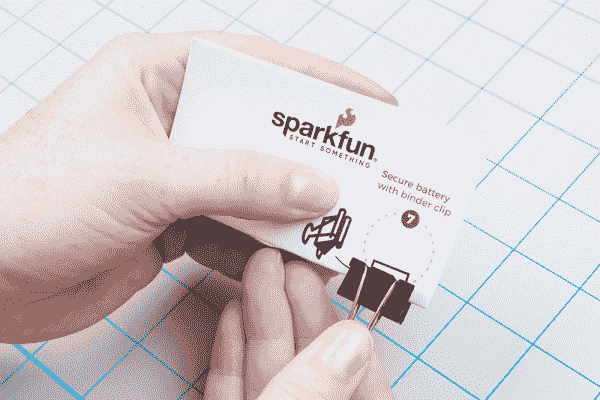 sparkfun®
START SOMETHING
Secure battery
with binder clip
7